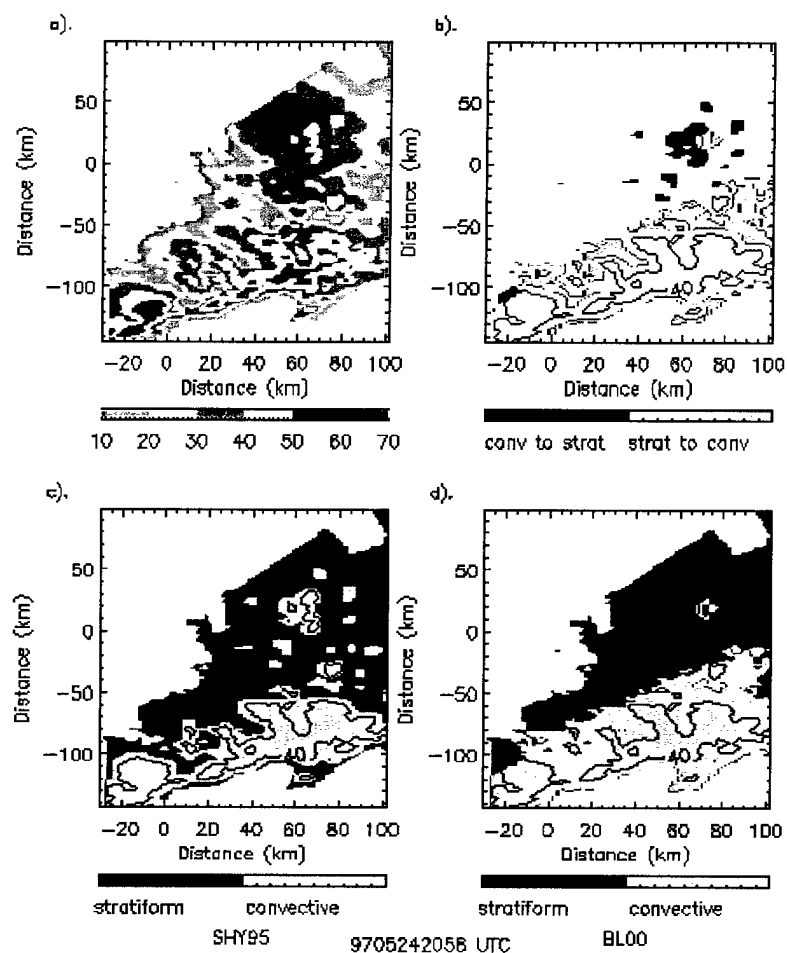 a). b).
50 50
0 0
−50 −50
−100 −100
Distance (km) Distance (km)
40
−20 0 20 40 60 80 100 −20 0 20 40 60 80 100
Distance (km) Distance (km)
10 20 30 40 50 60 70 conv to strat strat to conv
c). d).
50 50
0 0
−50 −50
−100 −100
Distance (km) Distance (km)
40 40
−20 0 20 40 60 80 100 −20 0 20 40 60 80 100
Distance (km) Distance (km)
stratiform convective stratiform convective
SHY95 9705242058 UTC BL00